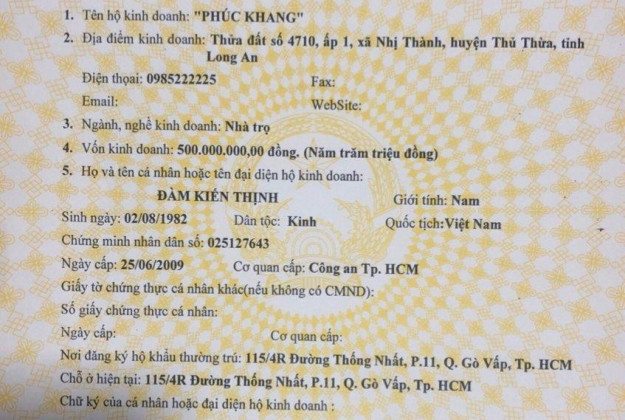 1. Tên hộ kinh doanh: "PHÚC KHANG"
2. Địa điểm kinh doanh: Thửa đất số 4710, ấp 1, xã Nhị Thành, huyện Thủ Thừa, tỉnh
Long An
Điện thoại: 0985222225 Fax:
Email: WebSite:
3. Ngành, nghề kinh doanh: Nhà trọ
4. Vốn kinh doanh: 500.000.000,00 đồng. (Năm trăm triệu đồng)
5. Họ và tên cá nhân hoặc tên đại diện hộ kinh doanh:
ĐÀM KIẾN THỊNH Giới tính: Nam
Sinh ngày: 02/08/1982 Dân tộc: Kinh Quốc tịch:Việt Nam
Chứng minh nhân dân số: 025127643
Ngày cấp: 25/06/2009 Cơ quan cấp: Công an Tp. HCM
Giấy tờ chứng thực cá nhân khác(nếu không có CMND):
Số giấy chứng thực cá nhân:
Ngày cấp: Cơ quan cấp:
Nơi đăng ký hộ khẩu thường trú: 115/4R Đường Thống Nhất, P.11, Q. Gò Vấp, Tp. HCM
Chỗ ở hiện tại: 115/4R Đường Thống Nhất, P.11, Q. Gò Vấp, Tp. HCM
Chữ ký của cá nhân hoặc đại diện hộ kinh doanh :